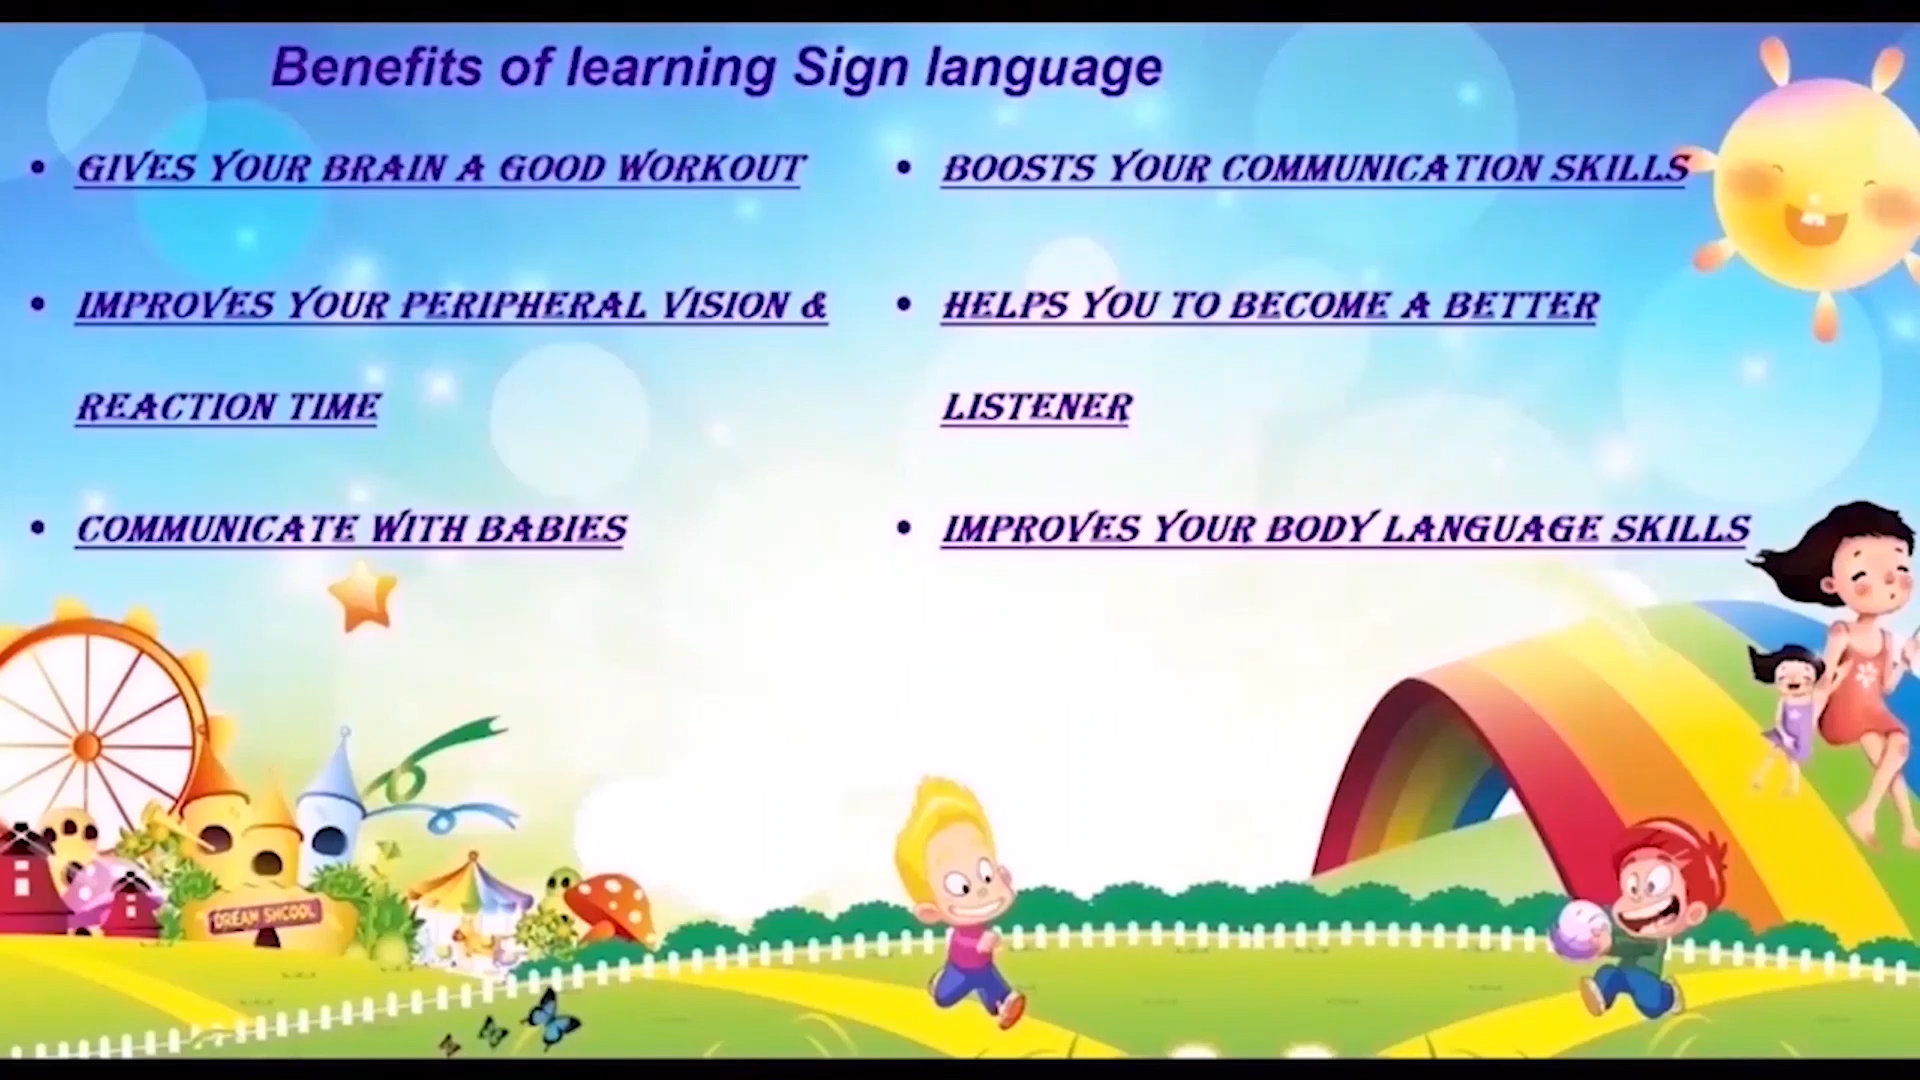 Benefits of learning Sign language
• GIVES YOUR BRAIN A GOOD WORKOUT
• IMPROVES YOUR PERIPHERAL VISION &
REACTION TIME
• COMMUNICATE WITH BABIES
• BOOSTS YOUR COMMUNICATION SKILLS
• HELPS YOU TO BECOME A BETTER
LISTENER
• IMPROVES YOUR BODY LANGUAGE SKILLS
DREAM SHCOOL